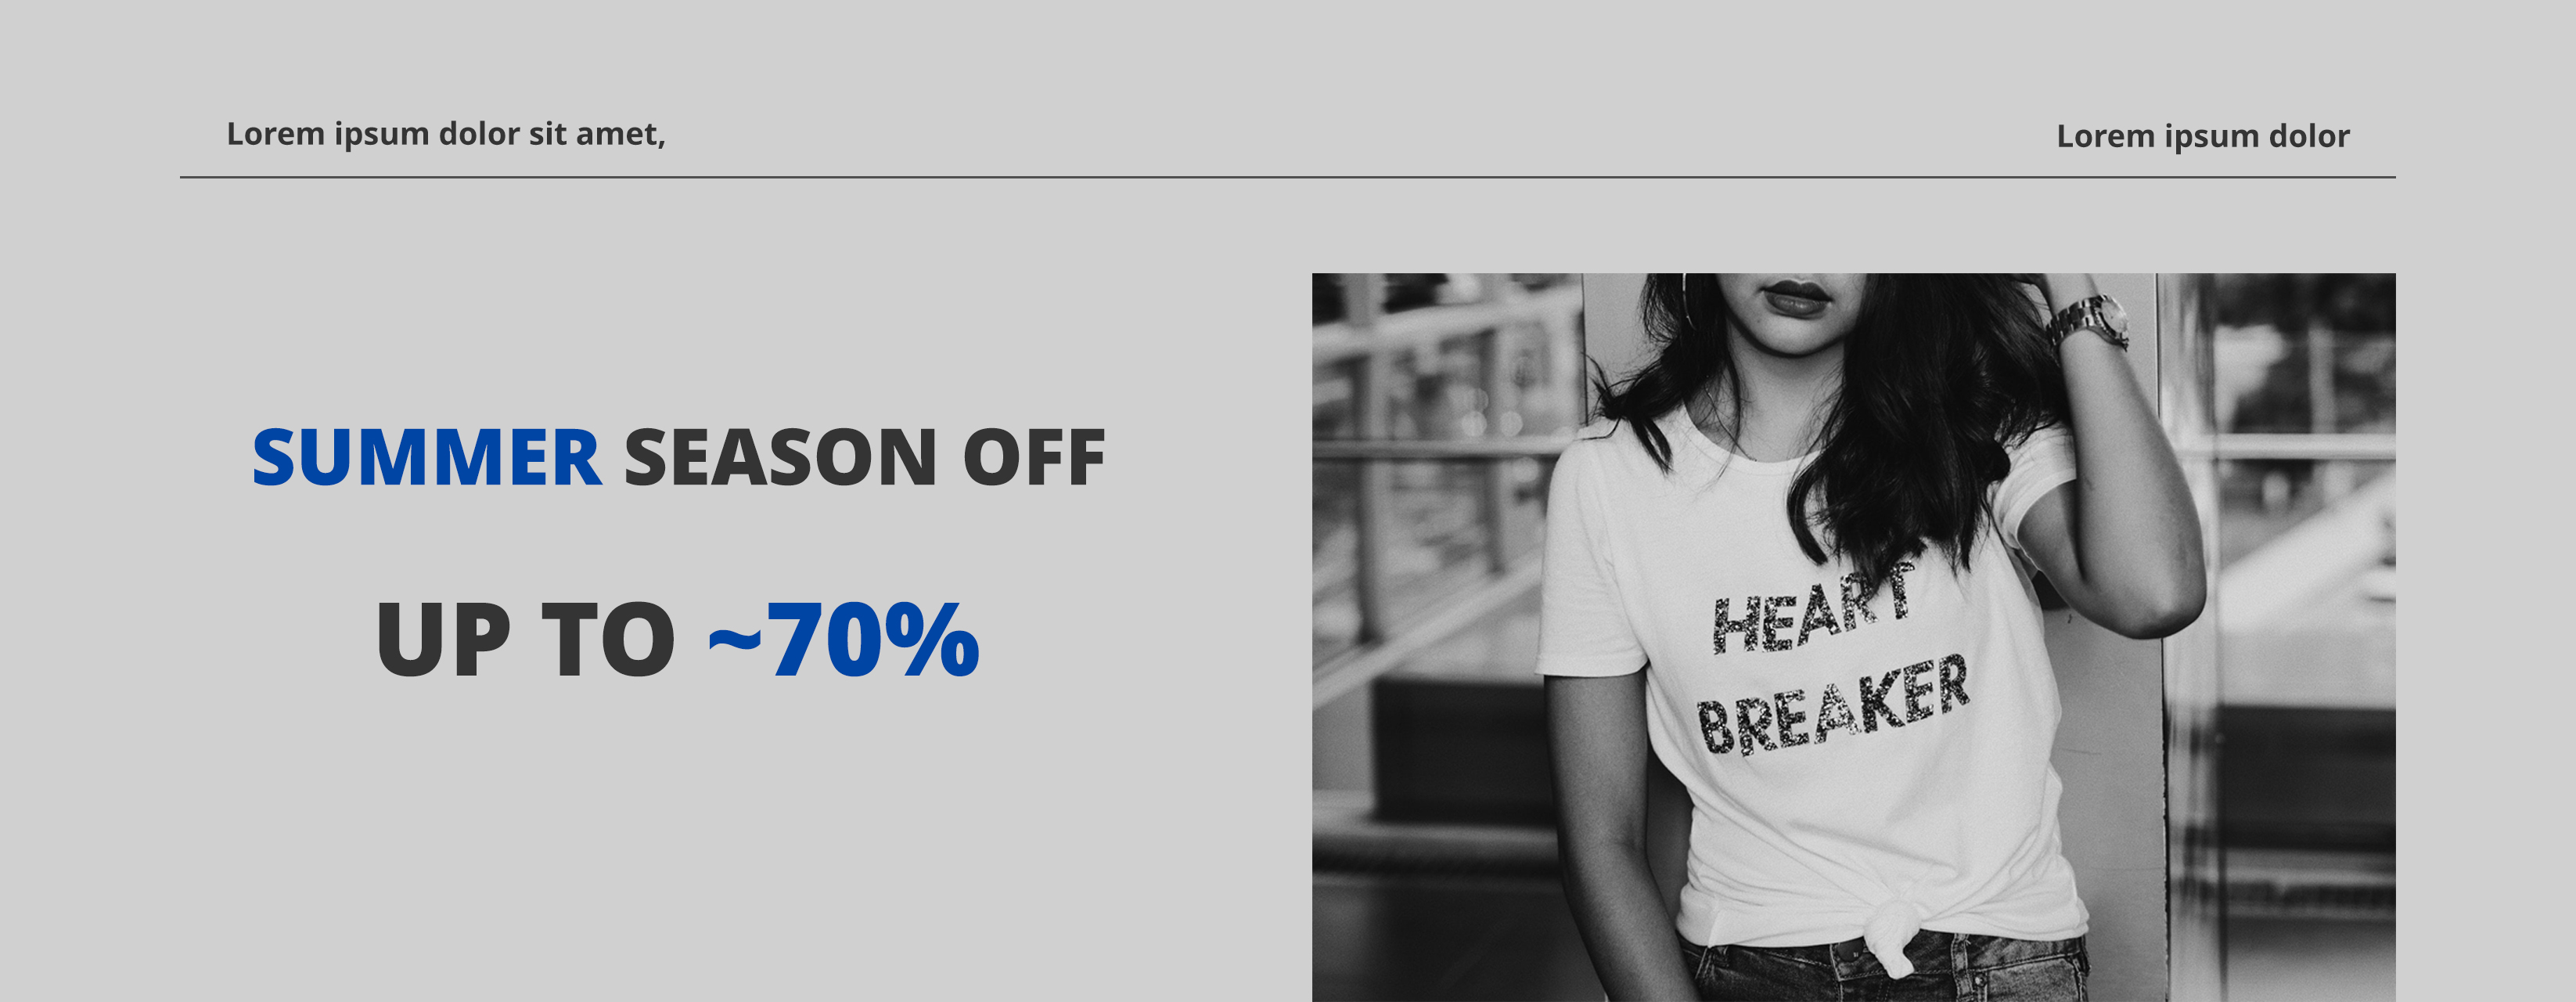 Lorem ipsum dolor sit amet,
Lorem ipsum dolor
SUMMER SEASON OFF
UP TO ~70%
HEART
BREAKER